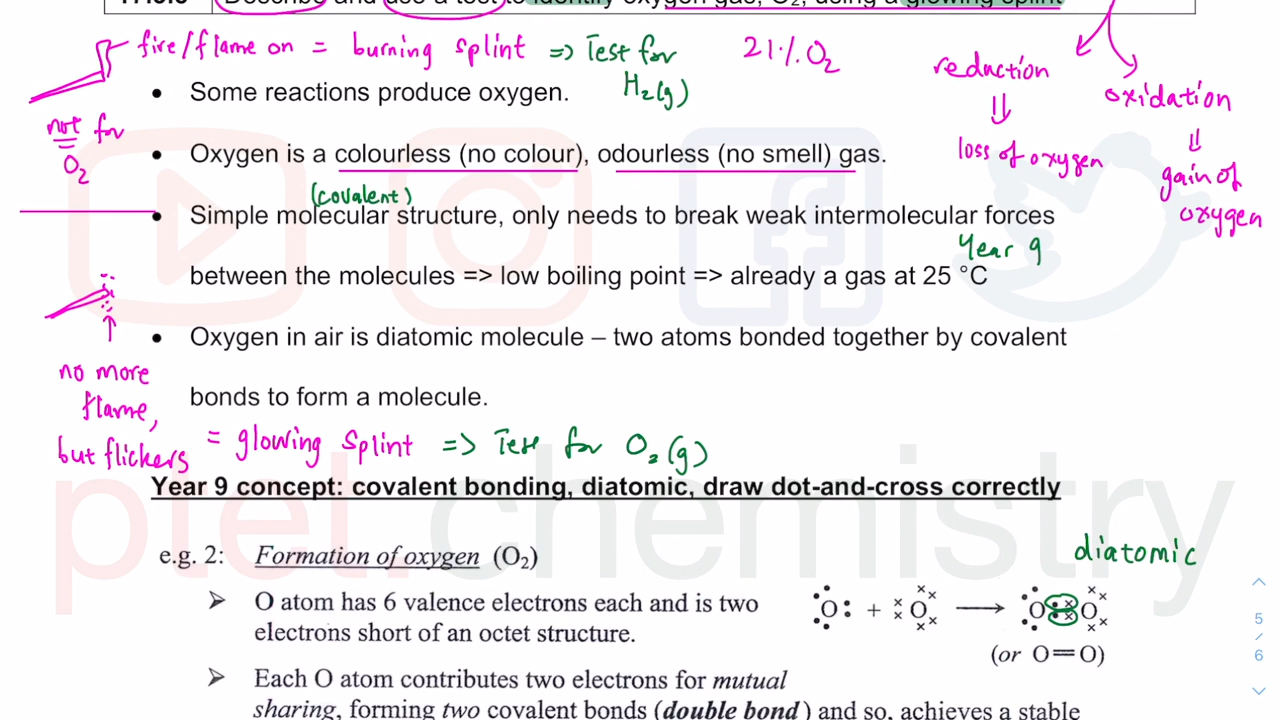 Describe and use a test to identify oxygen gas, O₂, using a glowing splint
fire/flame on = burning splint => Test for H₂(g)
21% O₂
reduction
⇓
loss of oxygen
oxidation
⇓
gain of oxygen
• Some reactions produce oxygen.
not for O₂
• Oxygen is a colourless (no colour), odourless (no smell) gas.
(covalent)
• Simple molecular structure, only needs to break weak intermolecular forces
Year 9
between the molecules => low boiling point => already a gas at 25 °C
• Oxygen in air is diatomic molecule – two atoms bonded together by covalent
bonds to form a molecule.
no more
flame,
but flickers = glowing splint => Test for O₂(g)
Year 9 concept: covalent bonding, diatomic, draw dot-and-cross correctly
ptel.chemistry
e.g. 2: Formation of oxygen (O₂)
diatomic
➢ O atom has 6 valence electrons each and is two
electrons short of an octet structure.
O + O → O O
(or O=O)
➢ Each O atom contributes two electrons for mutual
sharing, forming two covalent bonds (double bond) and so, achieves a stable
5
/
6